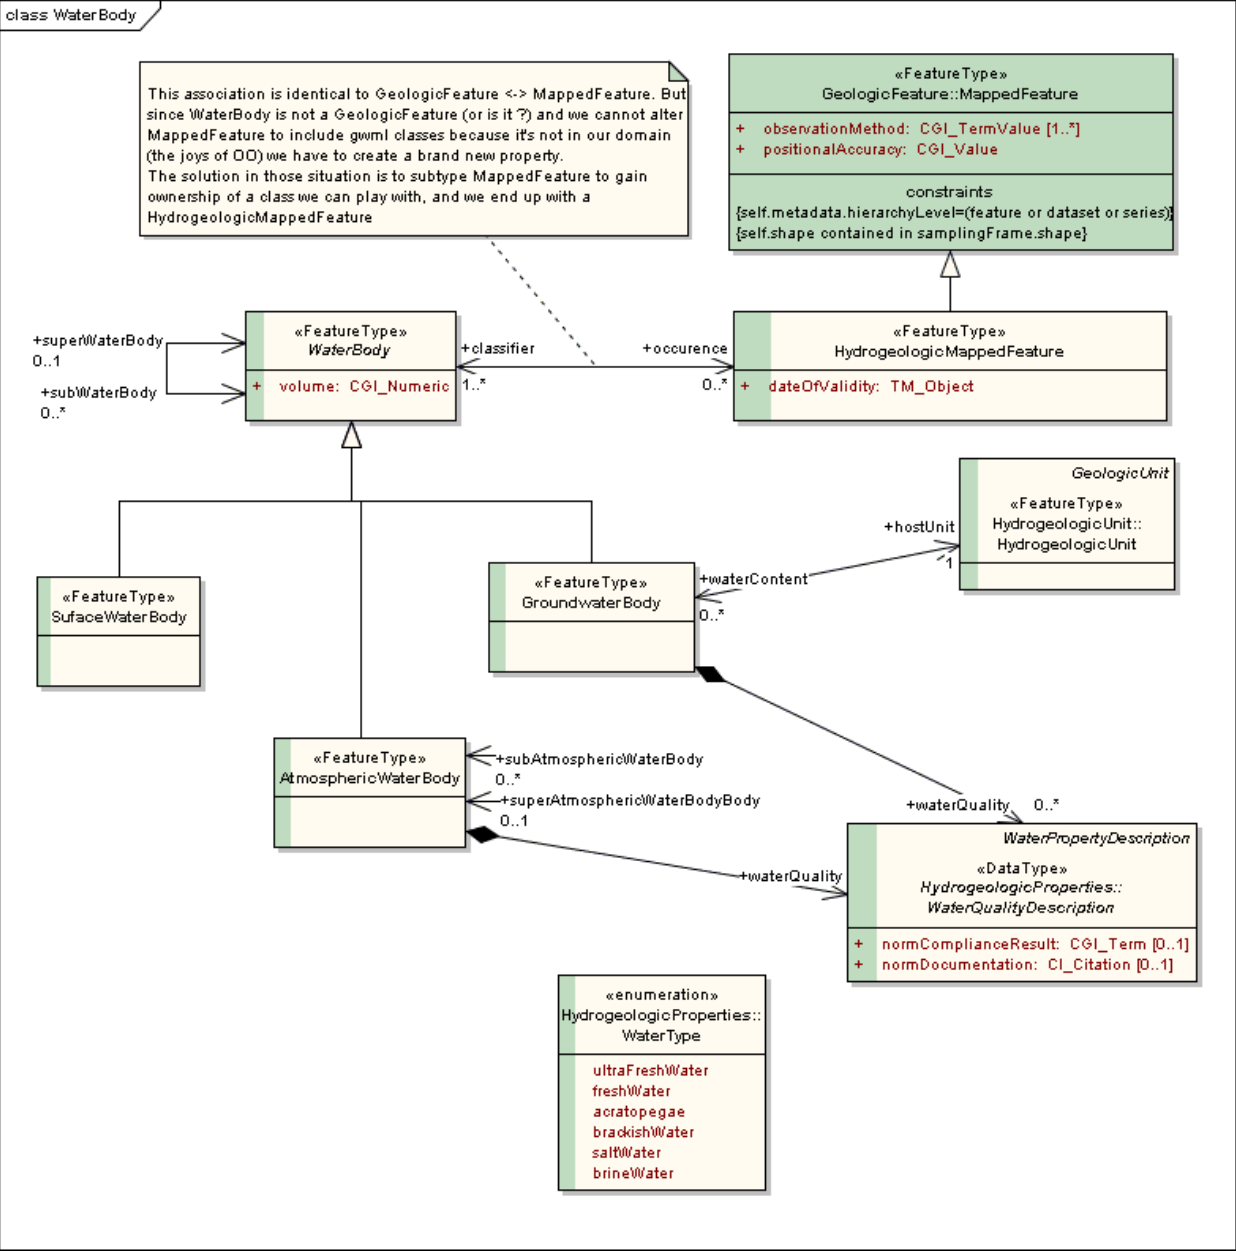 class WaterBody
This association is identical to GeologicFeature <-> MappedFeature. But
since WaterBody is not a GeologicFeature (or is it ?) and we cannot alter
MappedFeature to include gwml classes because it's not in our domain
(the joys of OO) we have to create a brand new property.
The solution in those situation is to subtype MappedFeature to gain
ownership of a class we can play with, and we end up with a
HydrogeologicMappedFeature
«FeatureType»
GeologicFeature::MappedFeature
+ observationMethod: CGI_TermValue [1..*]
+ positionalAccuracy: CGI_Value
constraints
{self.metadata.hierarchyLevel=(feature or dataset or series)}
{self.shape contained in samplingFrame.shape}
+superWaterBody
0..1
+subWaterBody
0..*
«FeatureType»
WaterBody
+ volume: CGI_Numeric
+classifier
1..*
+occurence
0..*
«FeatureType»
HydrogeologicMappedFeature
+ dateOfValidity: TM_Object
GeologicUnit
«FeatureType»
HydrogeologicUnit::
HydrogeologicUnit
+hostUnit
1
+waterContent
0..*
«FeatureType»
SufaceWaterBody
«FeatureType»
GroundwaterBody
«FeatureType»
AtmosphericWaterBody
+subAtmosphericWaterBody
0..*
+superAtmosphericWaterBodyBody
0..1
+waterQuality 0..*
+waterQuality
WaterPropertyDescription
«DataType»
HydrogeologicProperties::
WaterQualityDescription
+ normComplianceResult: CGI_Term [0..1]
+ normDocumentation: CI_Citation [0..1]
«enumeration»
HydrogeologicProperties::
WaterType
ultraFreshWater
freshWater
acratopegae
brackishWater
saltWater
brineWater